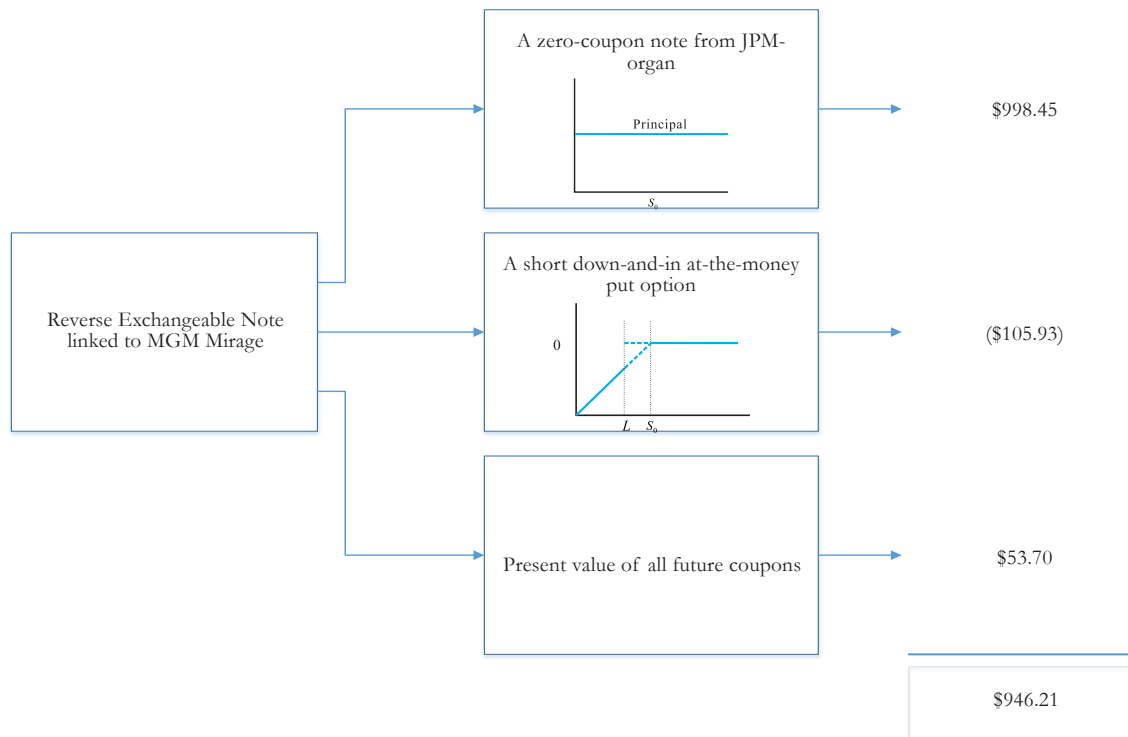 A zero-coupon note from JPM-
organ
Principal
S₀
$998.45
Reverse Exchangeable Note
linked to MGM Mirage
A short down-and-in at-the-money
put option
0
L S₀
($105.93)
Present value of all future coupons
$53.70
$946.21